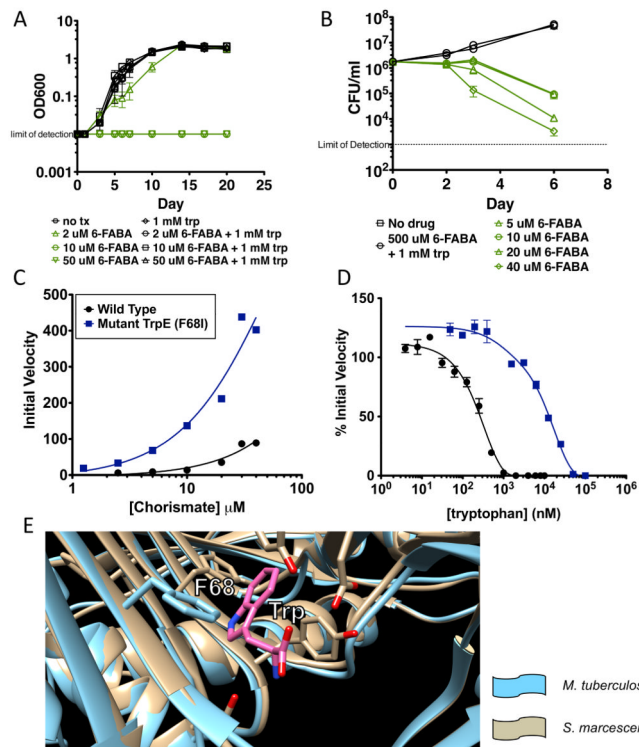 A
OD600
10
1
0.1
limit of detection
0.001
0 5 10 15 20 25
Day
no tx
2 uM 6-FABA
10 uM 6-FABA
50 uM 6-FABA
1 mM trp
2 uM 6-FABA + 1 mM trp
10 uM 6-FABA + 1 mM trp
50 uM 6-FABA + 1 mM trp
B
CFU/ml
10^8
10^7
10^6
10^5
10^4
10^3
10^2
Limit of Detection
0 2 4 6
Day
No drug
500 uM 6-FABA
+ 1 mM trp
5 uM 6-FABA
10 uM 6-FABA
20 uM 6-FABA
40 uM 6-FABA
C
Initial Velocity
500
400
300
200
100
0
1 10 100
[Chorismate] μM
Wild Type
Mutant TrpE (F68I)
D
% Initial Velocity
150
100
50
0
10^0 10^1 10^2 10^3 10^4 10^5 10^6
[tryptophan] (nM)
E
F68
Trp
M. tuberculos
S. marcescen